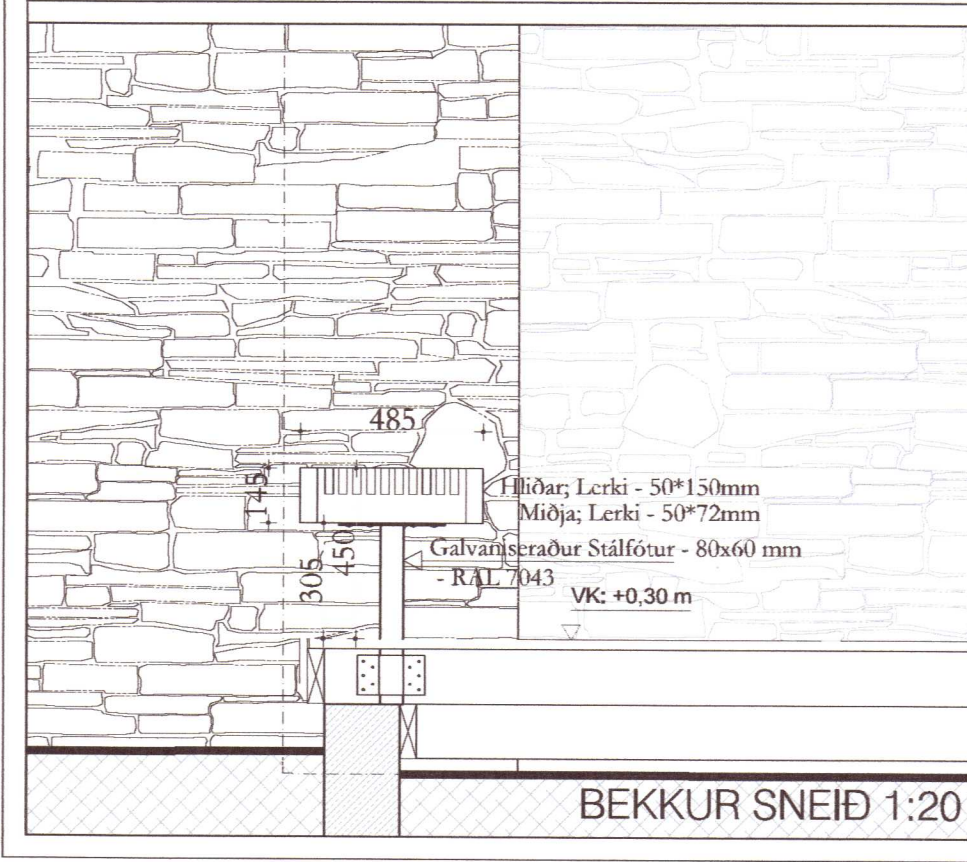 485
145
Hliðar; Lerki - 50*150mm
Miðja; Lerki - 50*72mm
450
305
Galvaniseraður Stálfótur - 80x60 mm
- RAL 7043
VK: +0,30 m
BEKKUR SNEIÐ 1:20